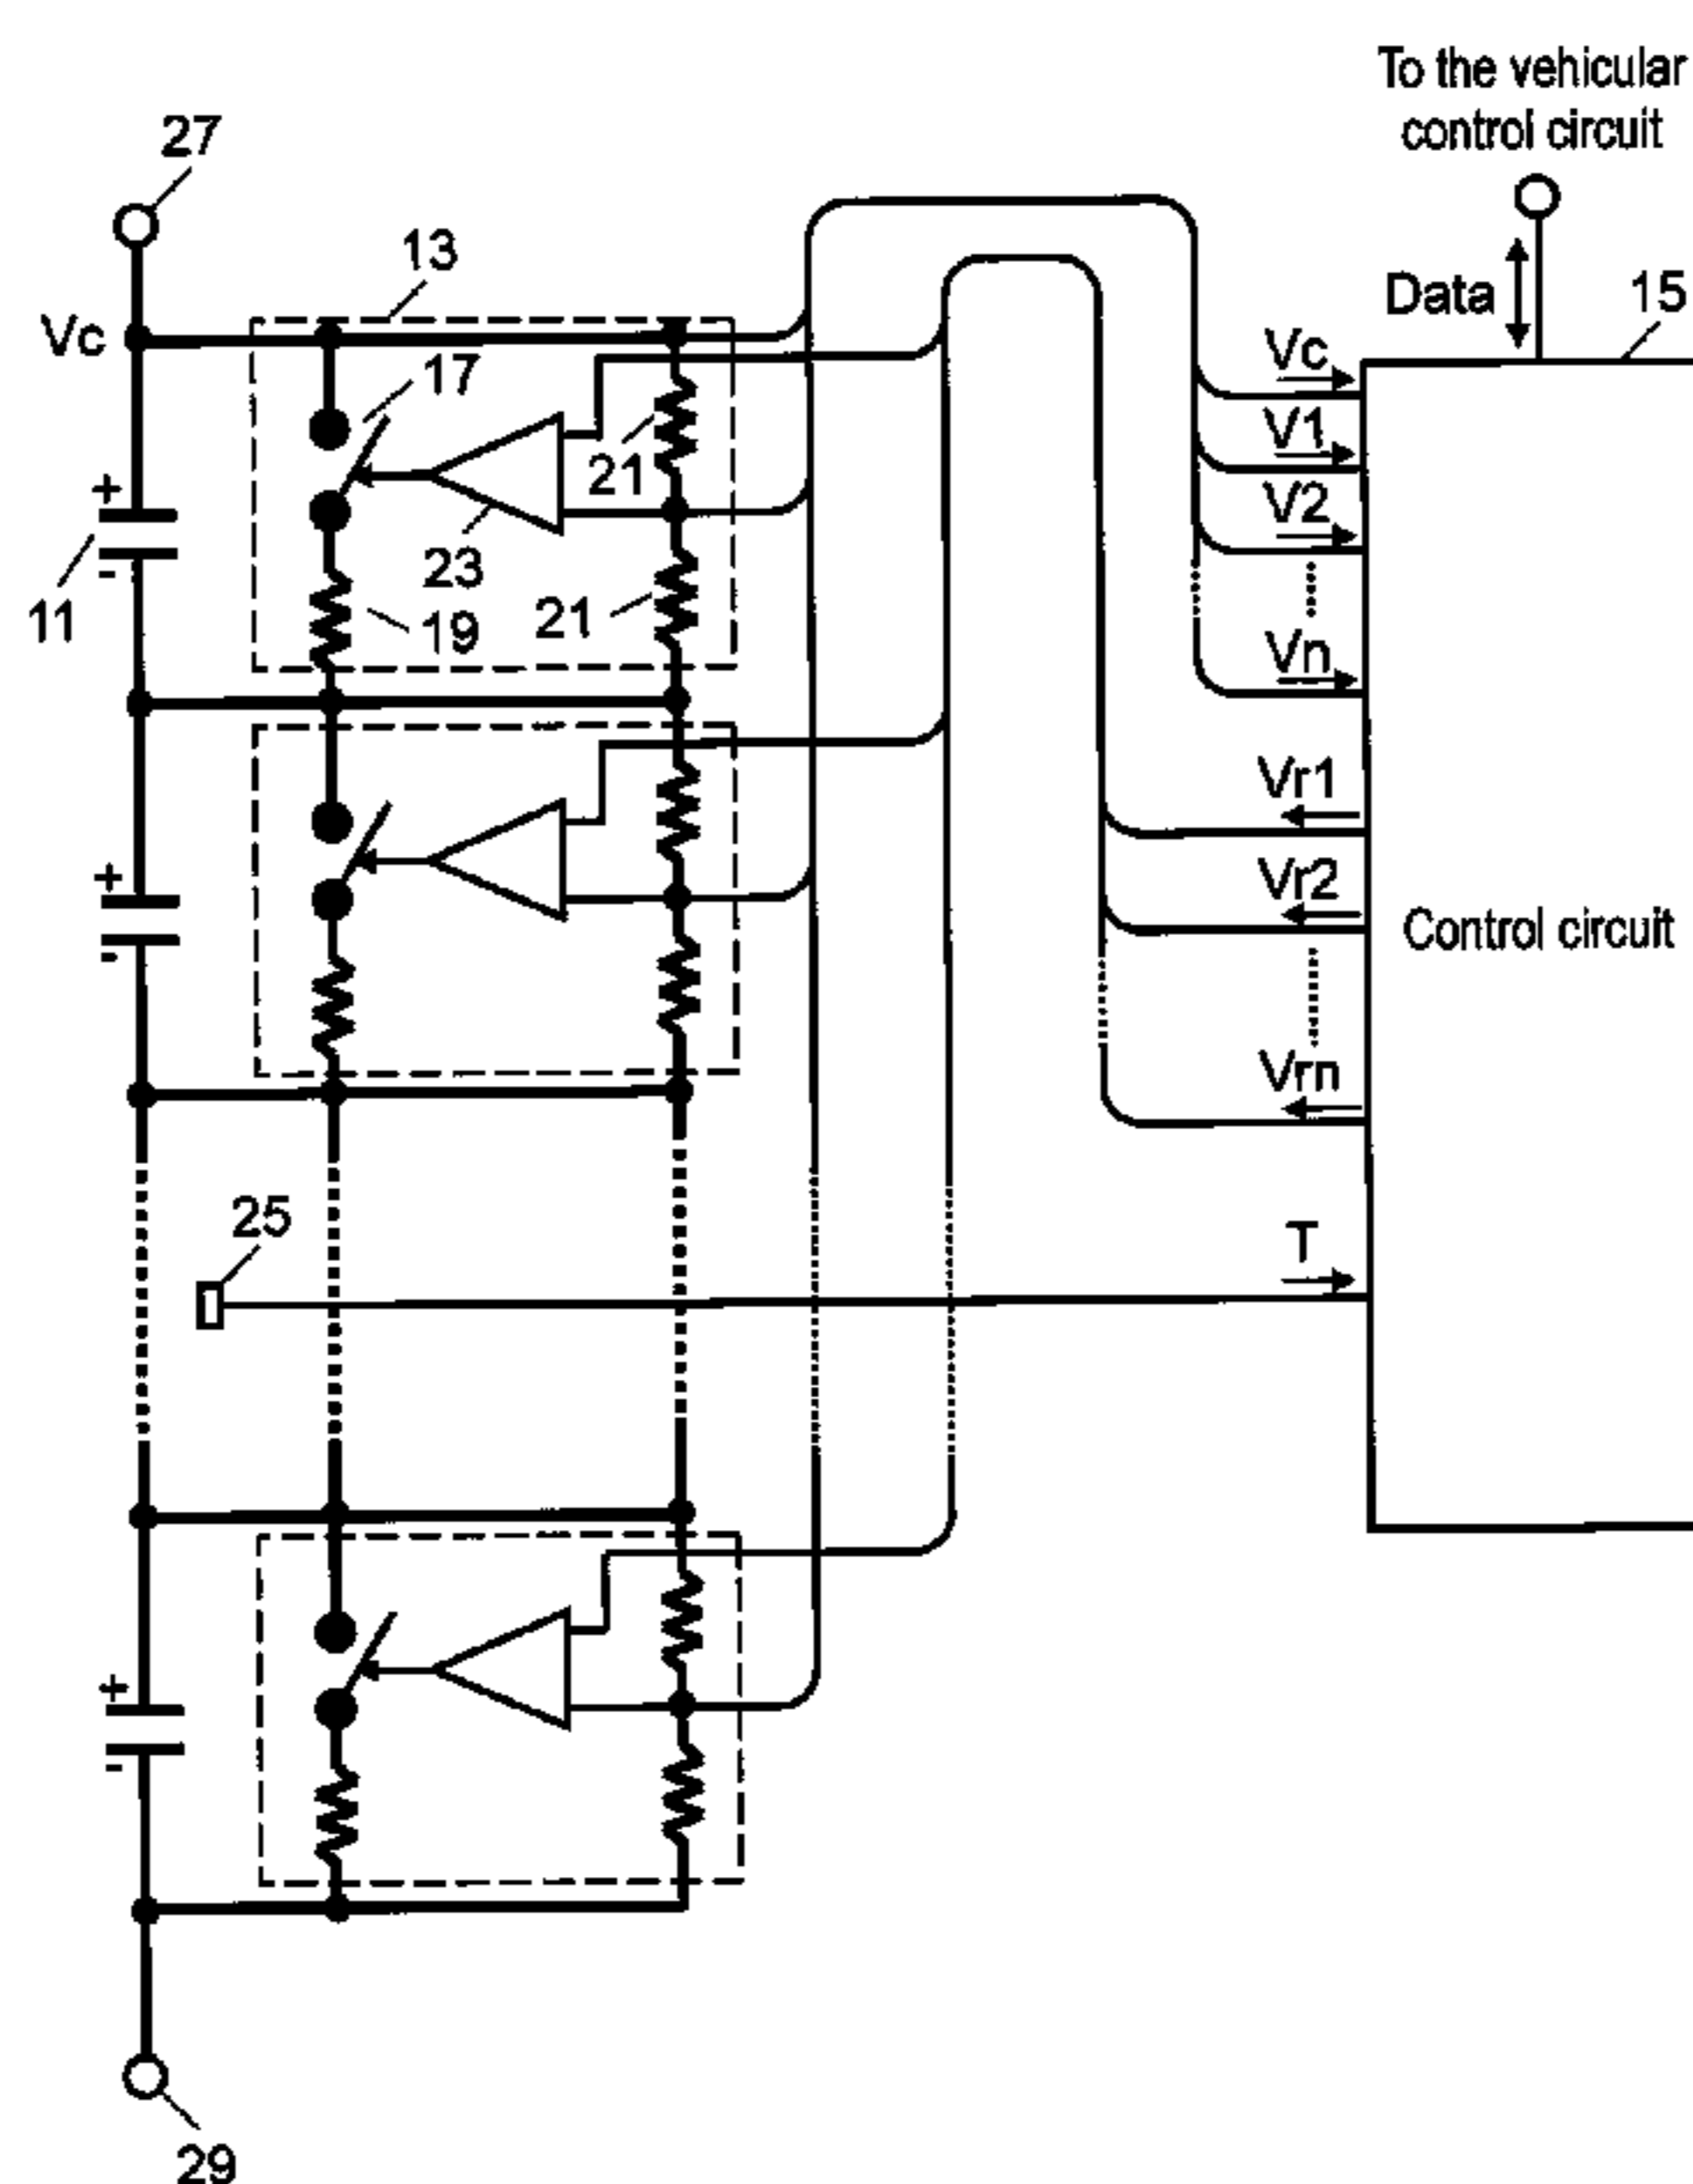 To the vehicular
control circuit
27
13
Data
15
Vc
17
Vc
V1
+
21
V2
23
-
11
19
21
Vn
Vr1
+
Vr2
Control circuit
-
Vrn
25
T
+
-
29